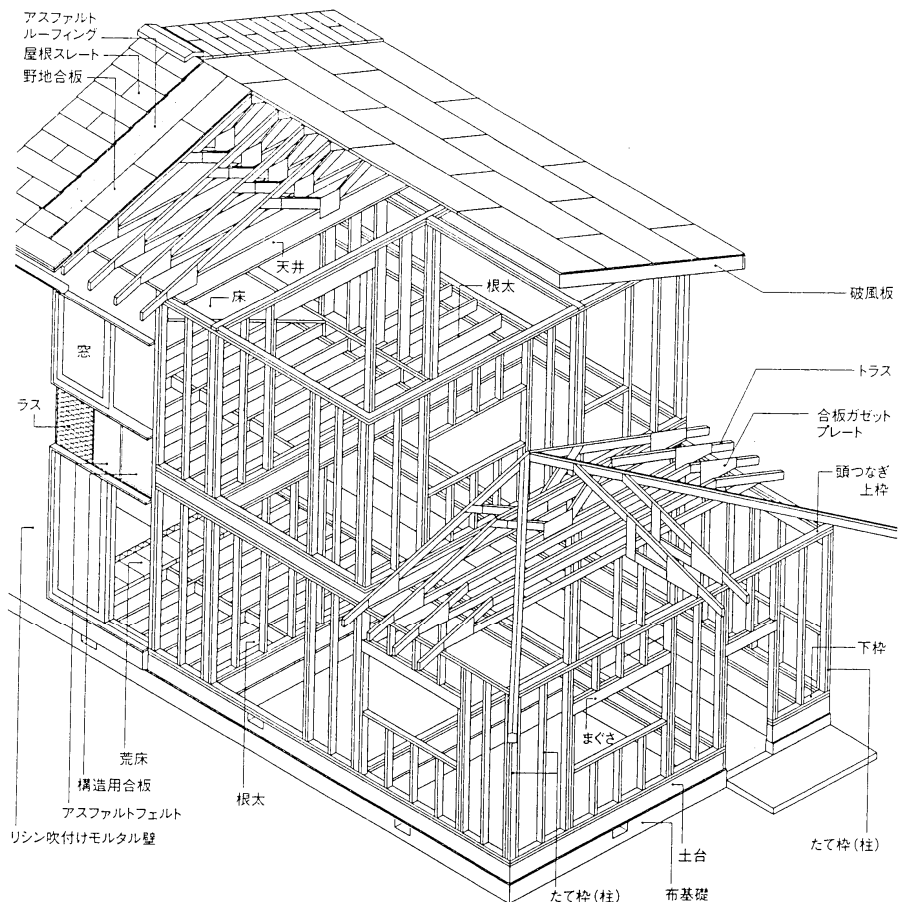 アスファルト
ルーフィング
屋根スレート
野地合板
天井
床
根太
破風板
窓
トラス
ラス
合板ガゼット
プレート
頭つなぎ
上枠
下枠
まぐさ
荒床
構造用合板
根太
アスファルトフェルト
リシン吹付けモルタル壁
土台
たて枠(柱)
たて枠(柱)
布基礎